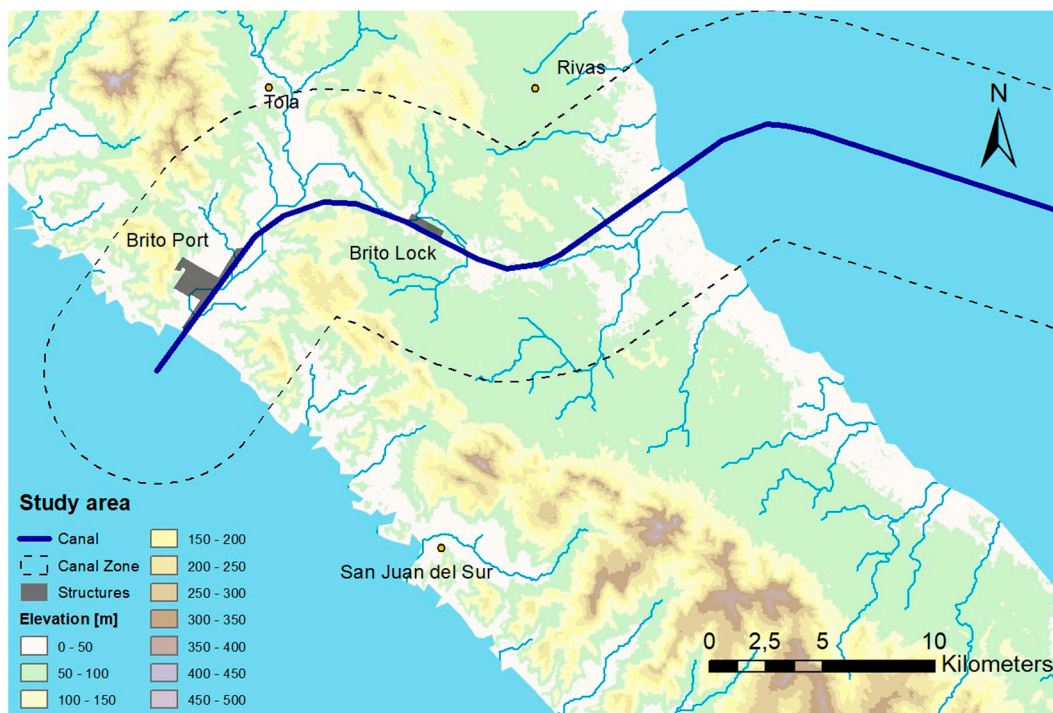 Rivas
Tola
N
Brito Port
Brito Lock
Study area
Canal
Canal Zone
Structures
Elevation [m]
0 - 50
50 - 100
100 - 150
150 - 200
200 - 250
250 - 300
300 - 350
350 - 400
400 - 450
450 - 500
San Juan del Sur
0 2,5 5 10
Kilometers